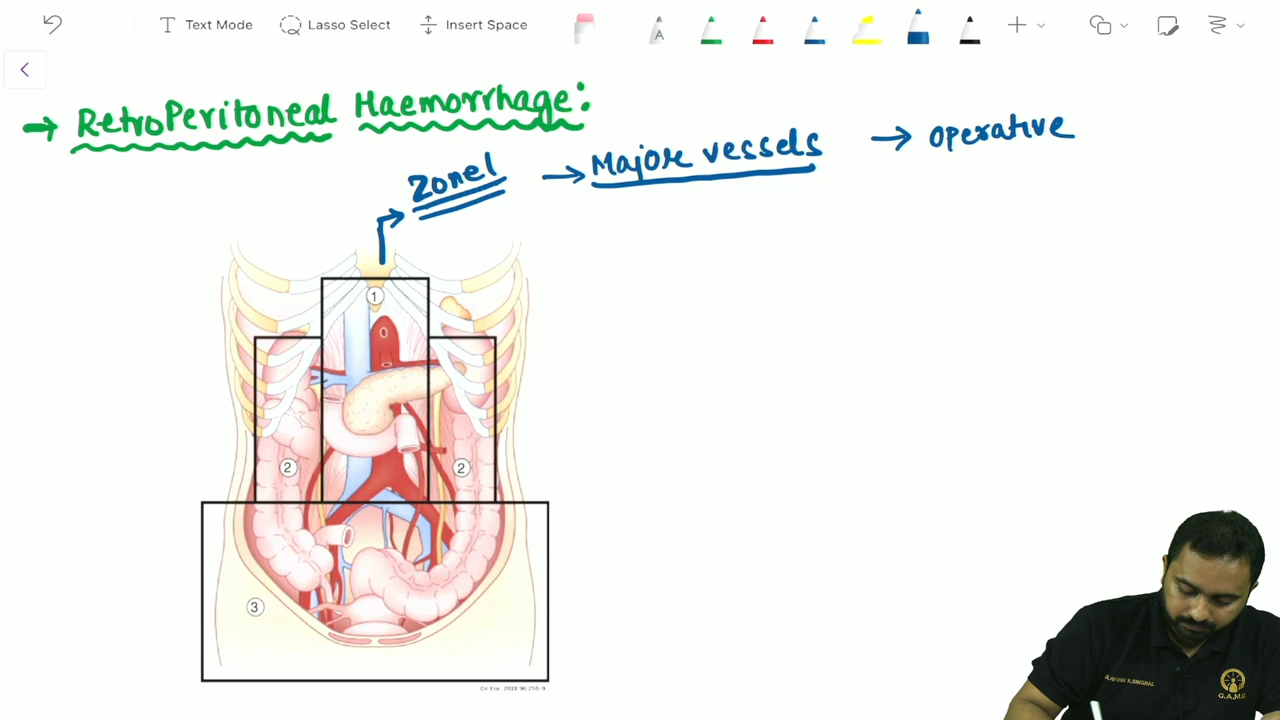 Text Mode Lasso Select Insert Space
A
→ RetroPeritoneal Haemorrhage:
Zone1 → Major vessels → operative
1
2 2
3
G.A.M.S